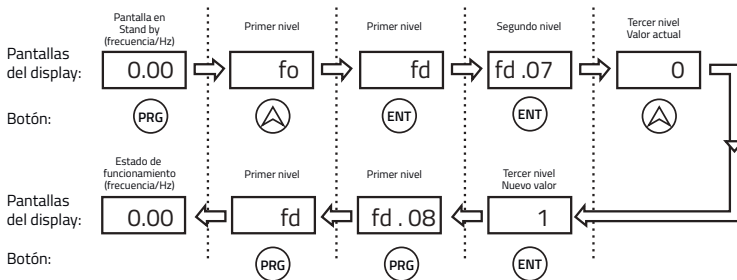 Pantalla en
Stand by
(frecuencia/Hz)
Primer nivel
Primer nivel
Segundo nivel
Tercer nivel
Valor actual
Pantallas
del display:
0.00
fo
fd
fd .07
0
Botón:
PRG
ENT
ENT
Estado de
funcionamiento
(frecuencia/Hz)
Primer nivel
Primer nivel
Tercer nivel
Nuevo valor
Pantallas
del display:
0.00
fd
fd . 08
1
Botón:
PRG
PRG
ENT